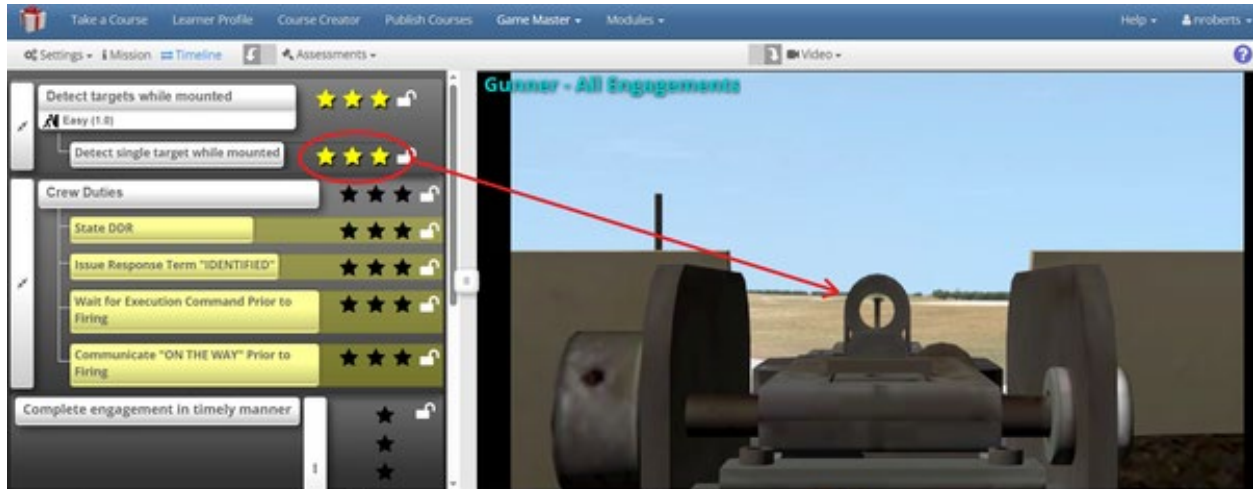 Take a Course Learner Profile Course Creator Publish Courses Game Master Modules Help nroberts
Settings Mission Timeline Assessments Video
Gunner - All Engagements
Detect targets while mounted
Easy (1.0)
Detect single target while mounted
Crew Duties
State DDR
Issue Response Term "IDENTIFIED"
Wait for Execution Command Prior to
Firing
Communicate "ON THE WAY" Prior to
Firing
Complete engagement in timely manner